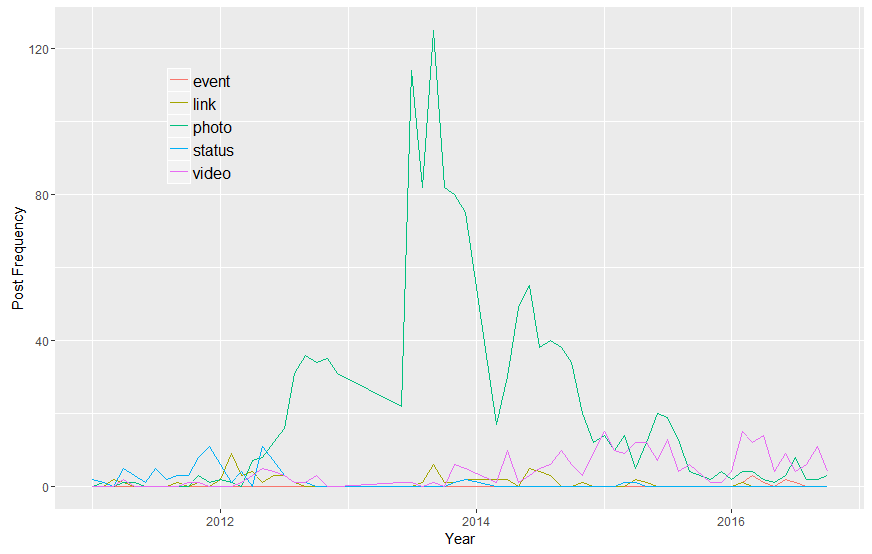 120
80
40
0
event
link
photo
status
video
Post Frequency
2012
2014
2016
Year